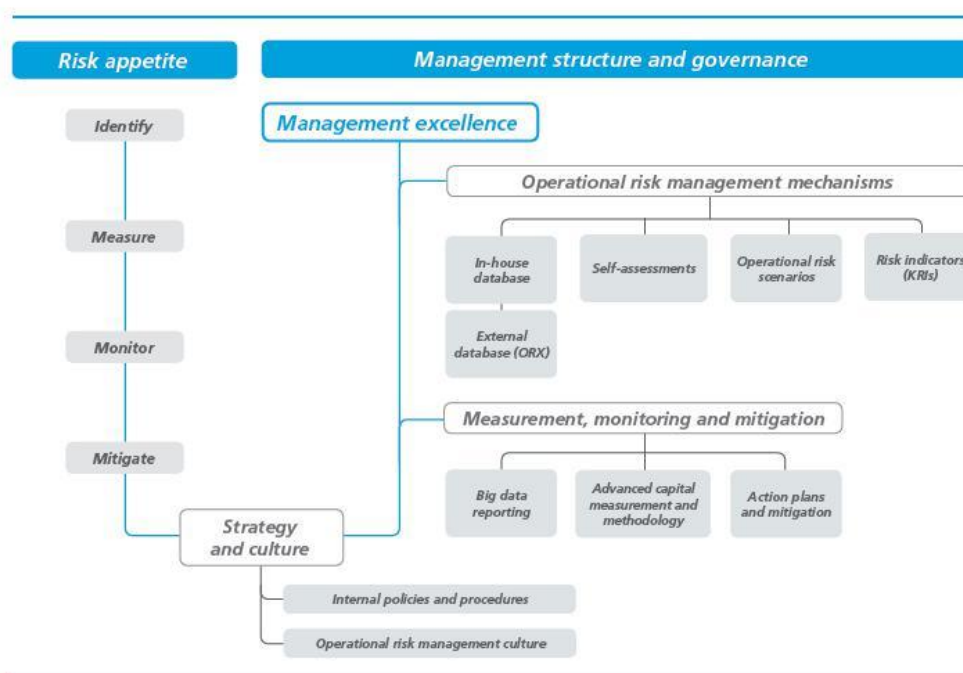 Risk appetite
Management structure and governance
Identify
Measure
Monitor
Mitigate
Management excellence
Operational risk management mechanisms
In-house
database
Self-assessments
Operational risk
scenarios
Risk indicators
(KRIs)
External
database (ORX)
Measurement, monitoring and mitigation
Big data
reporting
Advanced capital
measurement and
methodology
Action plans
and mitigation
Strategy
and culture
Internal policies and procedures
Operational risk management culture